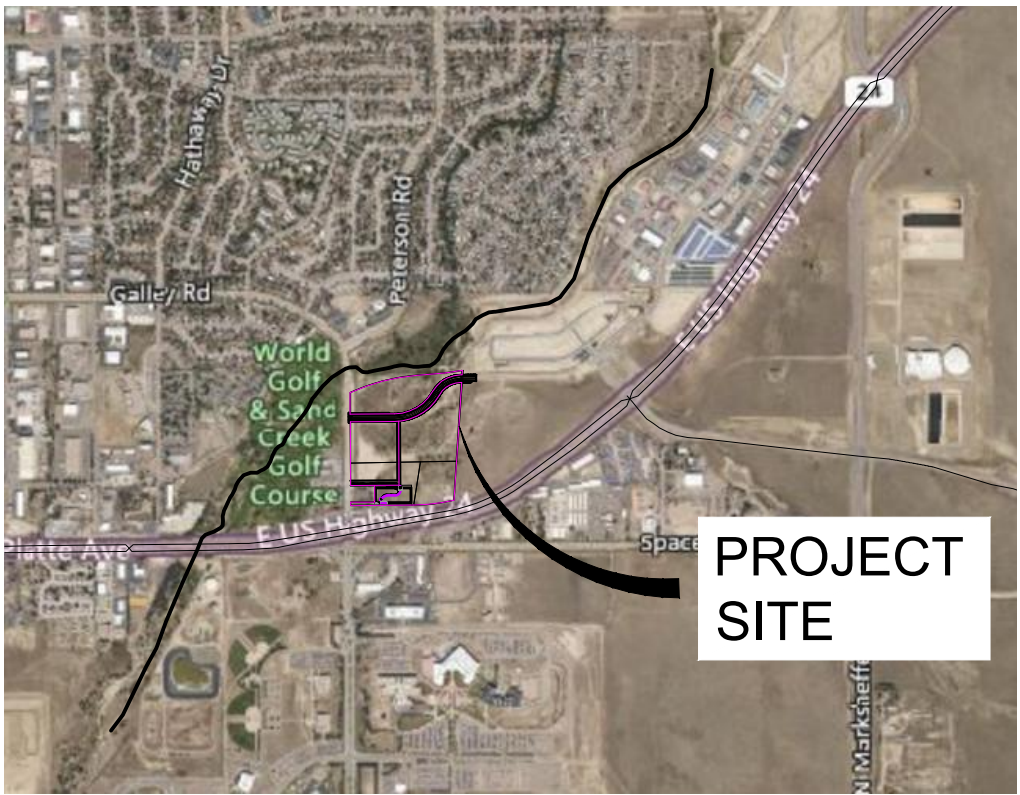 24
Hathaway Dr
Peterson Rd
E US Highway 24
Galley Rd
World
Golf
& Sand
Creek
Golf
Course
E US Highway 24
Platte Ave
Space
PROJECT
SITE
N Marksheffe